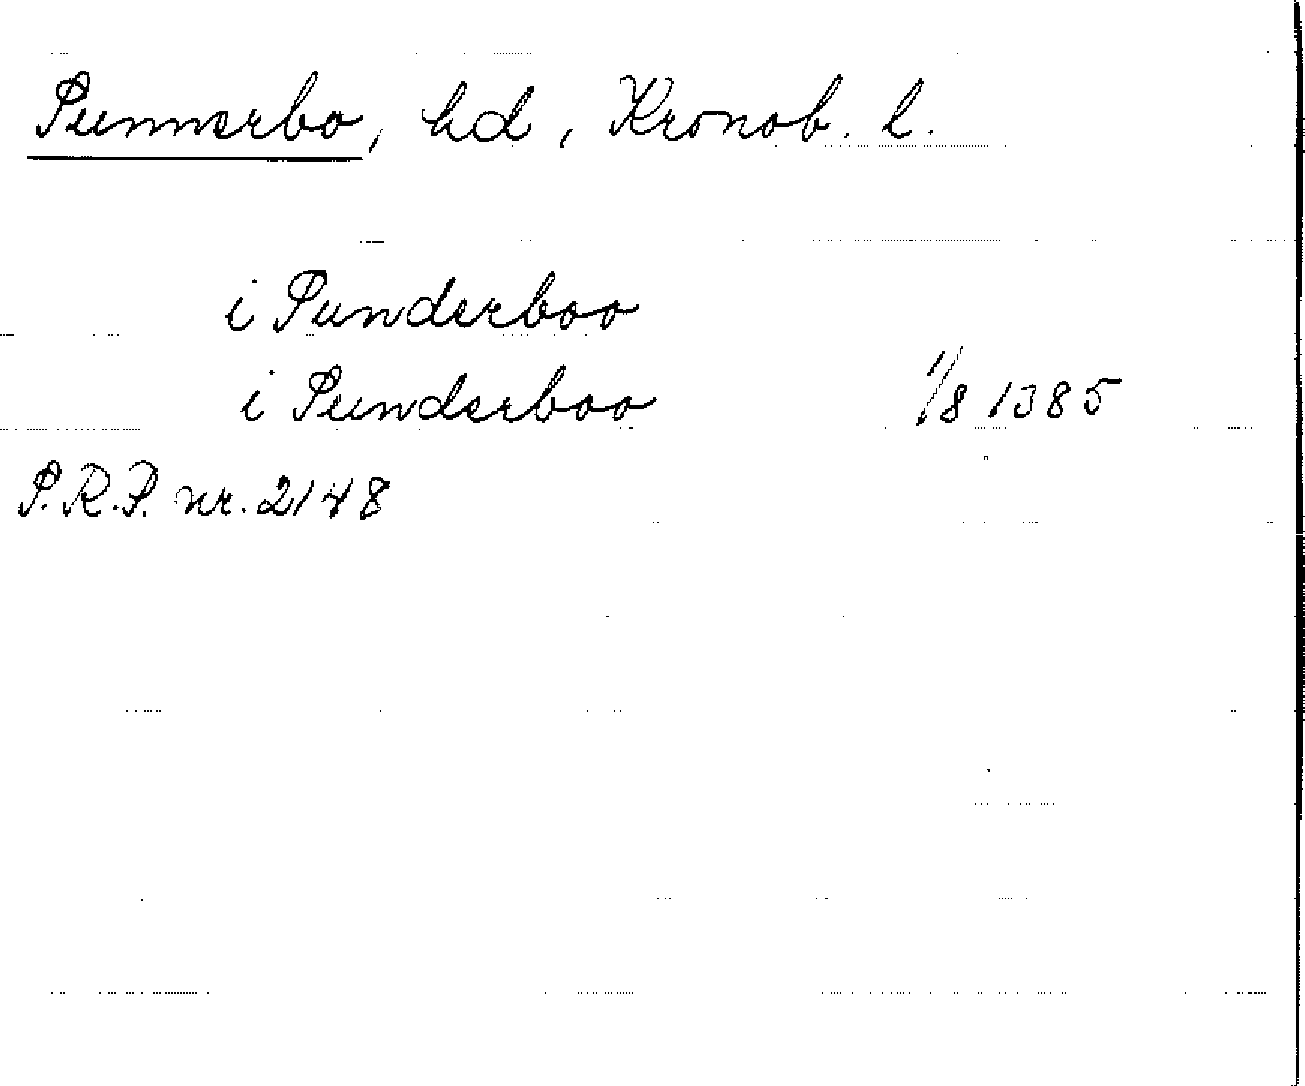 Sunnerbo, hd, Kronob. l.
i Sunderboo
i Sunderboo 1/8 1385
S.R.P. nr. 2148